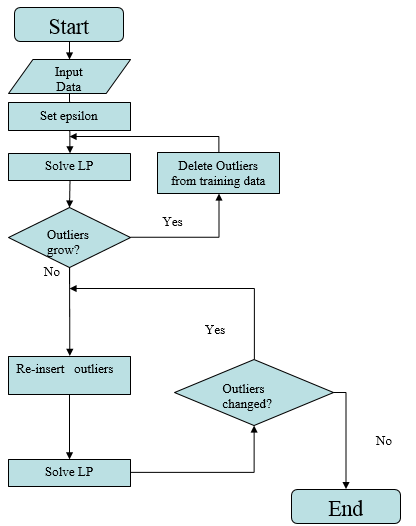 Start
Input
Data
Set epsilon
Solve LP
Delete Outliers
from training data
Yes
Outliers
grow?
No
Yes
Re-insert outliers
Outliers
changed?
No
Solve LP
End